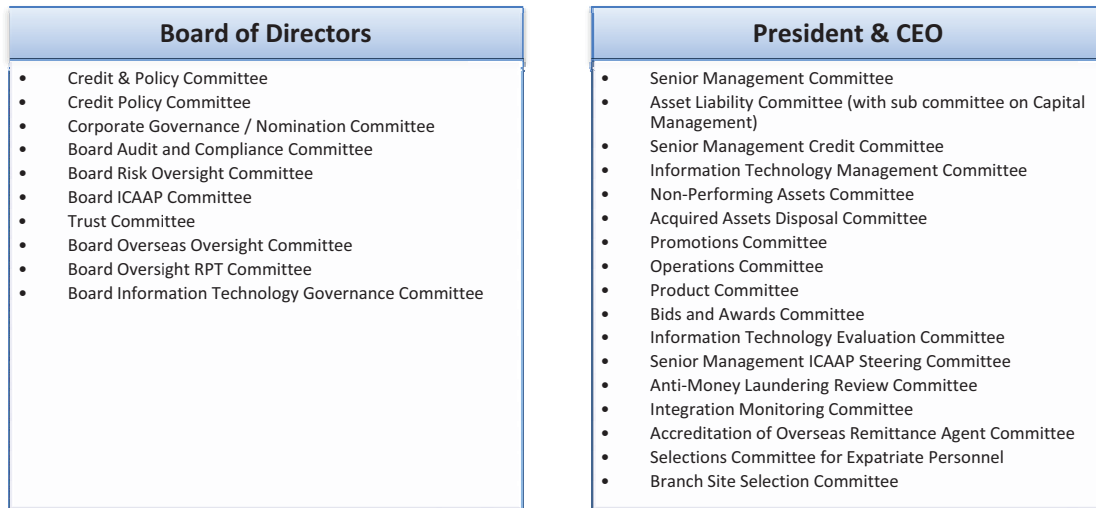 Board of Directors
• Credit & Policy Committee
• Credit Policy Committee
• Corporate Governance / Nomination Committee
• Board Audit and Compliance Committee
• Board Risk Oversight Committee
• Board ICAAP Committee
• Trust Committee
• Board Overseas Oversight Committee
• Board Oversight RPT Committee
• Board Information Technology Governance Committee
President & CEO
• Senior Management Committee
• Asset Liability Committee (with sub committee on Capital
Management)
• Senior Management Credit Committee
• Information Technology Management Committee
• Non-Performing Assets Committee
• Acquired Assets Disposal Committee
• Promotions Committee
• Operations Committee
• Product Committee
• Bids and Awards Committee
• Information Technology Evaluation Committee
• Senior Management ICAAP Steering Committee
• Anti-Money Laundering Review Committee
• Integration Monitoring Committee
• Accreditation of Overseas Remittance Agent Committee
• Selections Committee for Expatriate Personnel
• Branch Site Selection Committee